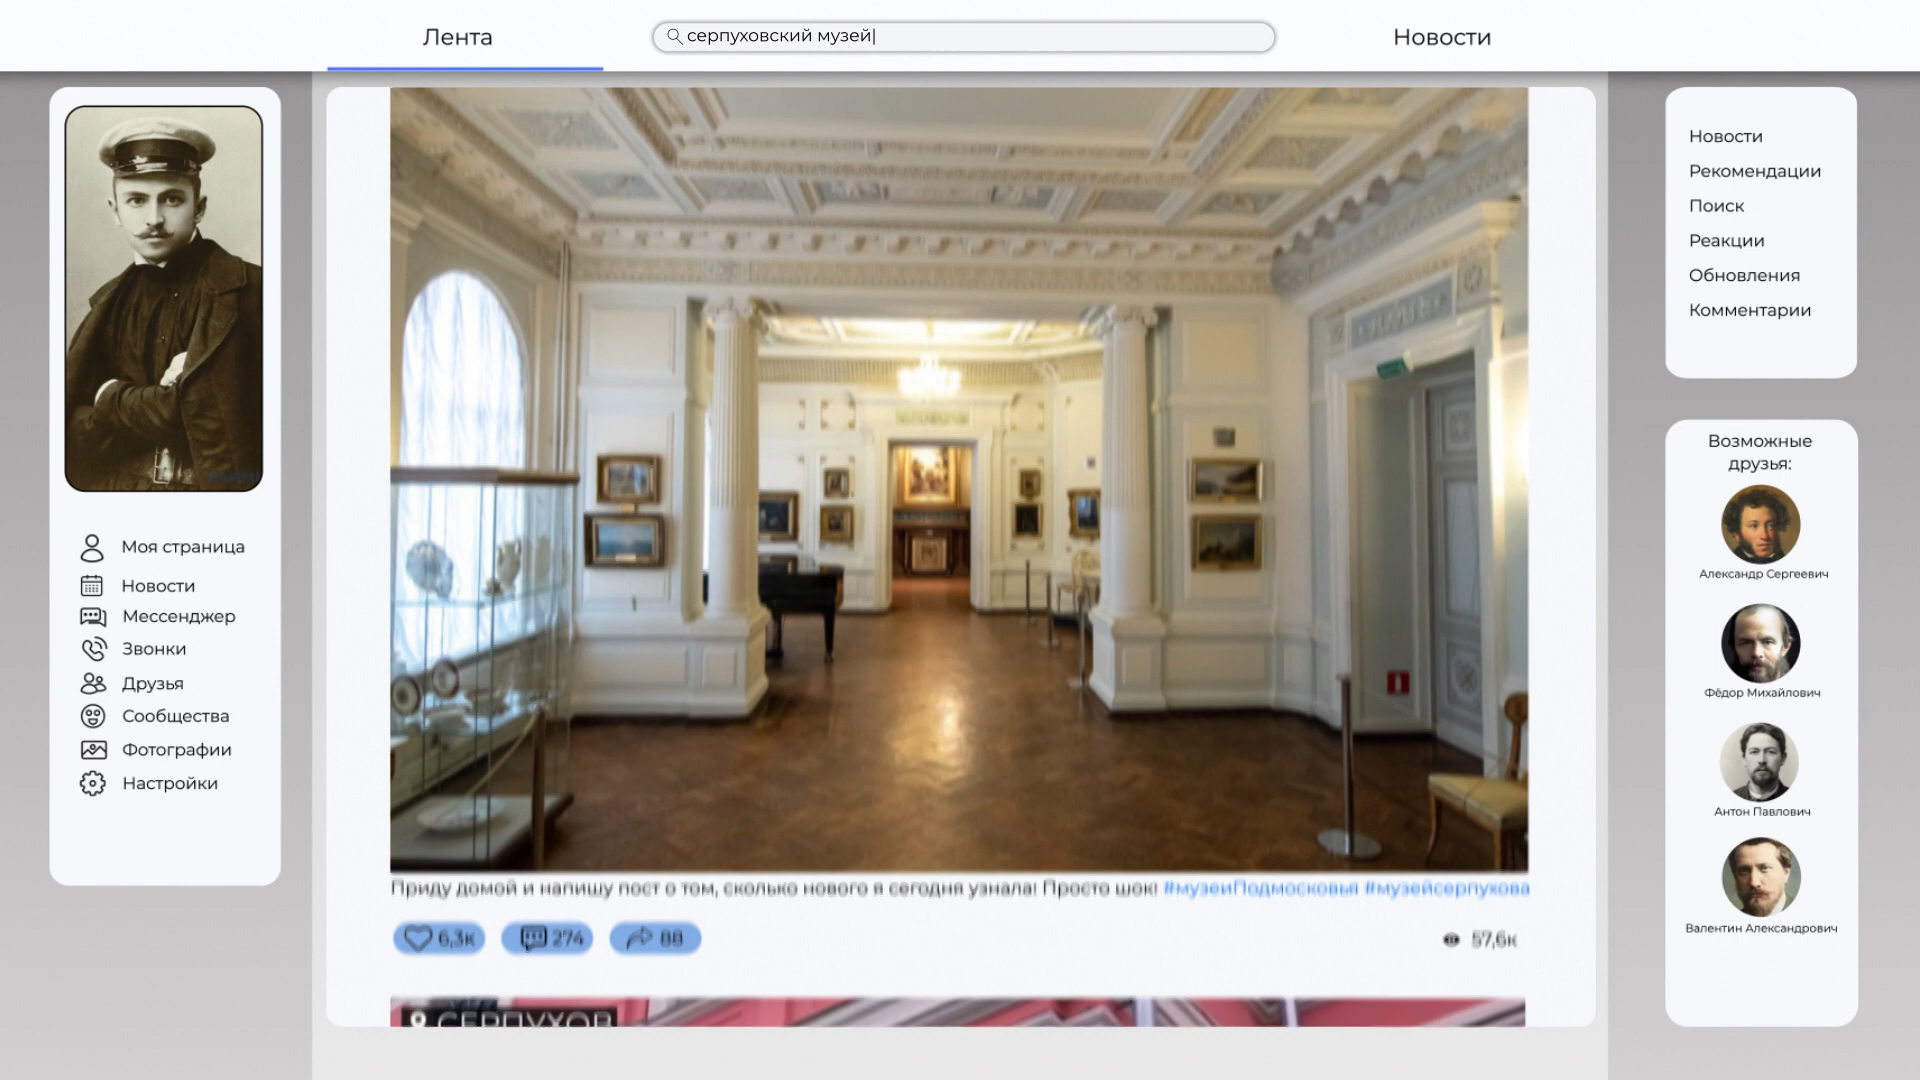 Лента
серпуховский музей
Новости
Моя страница
Новости
Мессенджер
Звонки
Друзья
Сообщества
Фотографии
Настройки
Приду домой и напишу пост о том, сколько нового я сегодня узнала! Просто шок! #музеиПодмосковья #музейсерпухова
6,3к
274
88
57,6к
СЕРПУХОВ
Новости
Рекомендации
Поиск
Реакции
Обновления
Комментарии
Возможные
друзья:
Александр Сергеевич
Фёдор Михайлович
Антон Павлович
Валентин Александрович